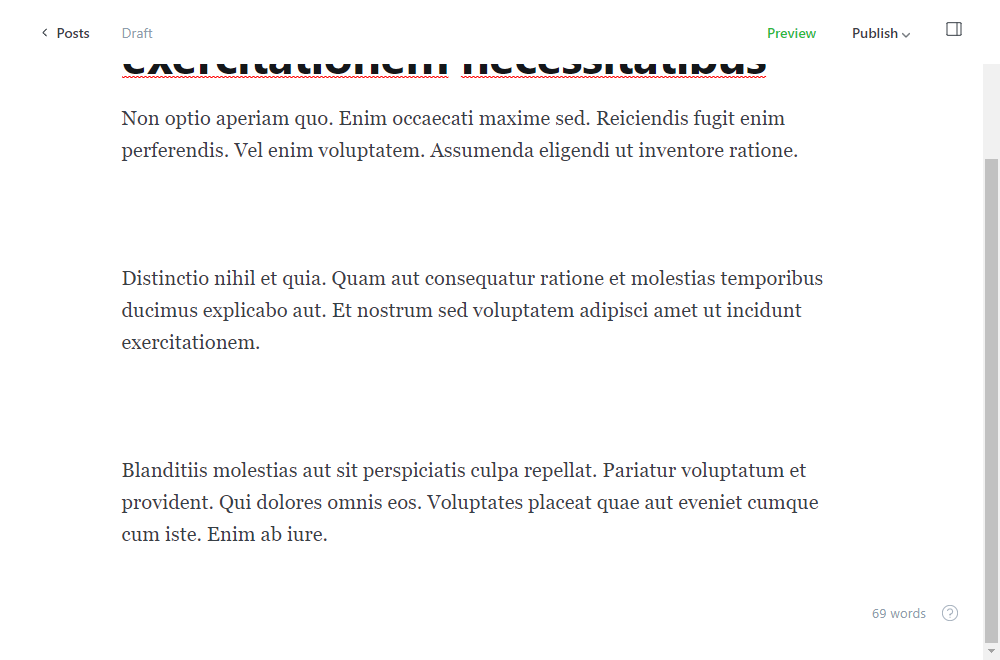 Posts
Draft
Preview
Publish
exercitationem necessitatibus
Non optio aperiam quo. Enim occaecati maxime sed. Reiciendis fugit enim
perferendis. Vel enim voluptatem. Assumenda eligendi ut inventore ratione.
Distinctio nihil et quia. Quam aut consequatur ratione et molestias temporibus
ducimus explicabo aut. Et nostrum sed voluptatem adipisci amet ut incidunt
exercitationem.
Blanditiis molestias aut sit perspiciatis culpa repellat. Pariatur voluptatum et
provident. Qui dolores omnis eos. Voluptates placeat quae aut eveniet cumque
cum iste. Enim ab iure.
69 words
?